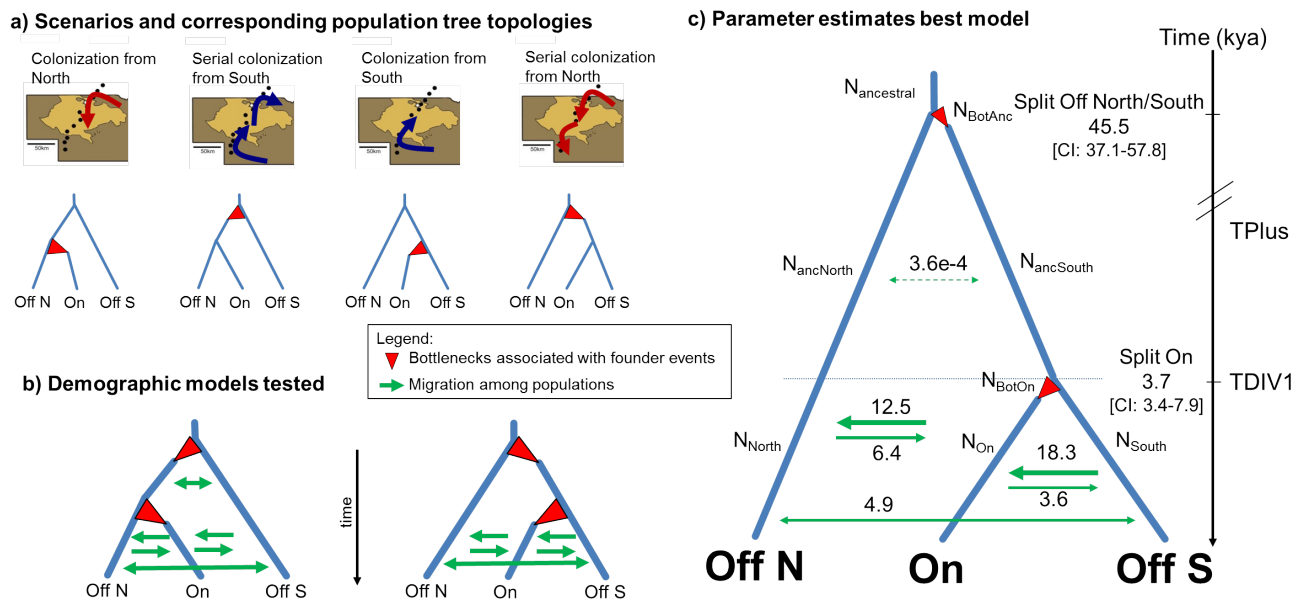 a) Scenarios and corresponding population tree topologies
Colonization from
North
Serial colonization
from South
Colonization from
South
Serial colonization
from North
50km
50km
50km
50km
Off N On Off S
Off N On Off S
Off N On Off S
Off N On Off S
Legend:
Bottlenecks associated with founder events
Migration among populations
b) Demographic models tested
time
Off N On Off S
Off N On Off S
c) Parameter estimates best model
Time (kya)
Nancestral
NBotAnc
Split Off North/South
45.5
[CI: 37.1-57.8]
TPlus
NancNorth
3.6e-4
NancSouth
Split On
3.7
[CI: 3.4-7.9]
TDIV1
NBotOn
12.5
6.4
NNorth
NOn
18.3
3.6
NSouth
4.9
Off N On Off S